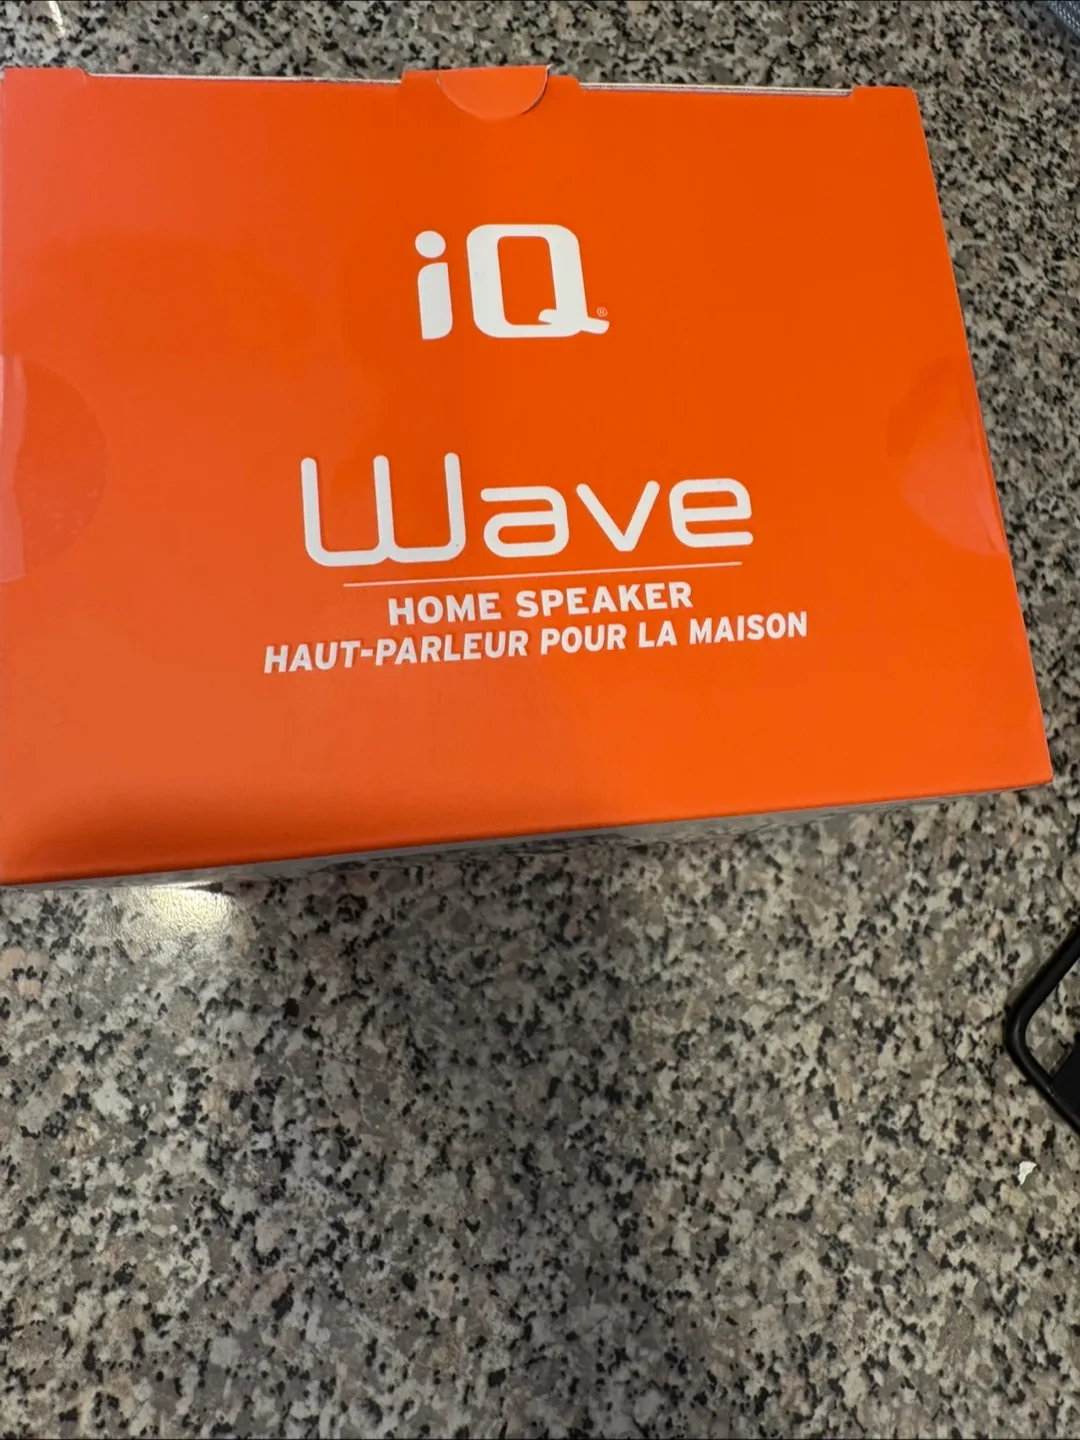 iQ®
Wave
HOME SPEAKER
HAUT-PARLEUR POUR LA MAISON